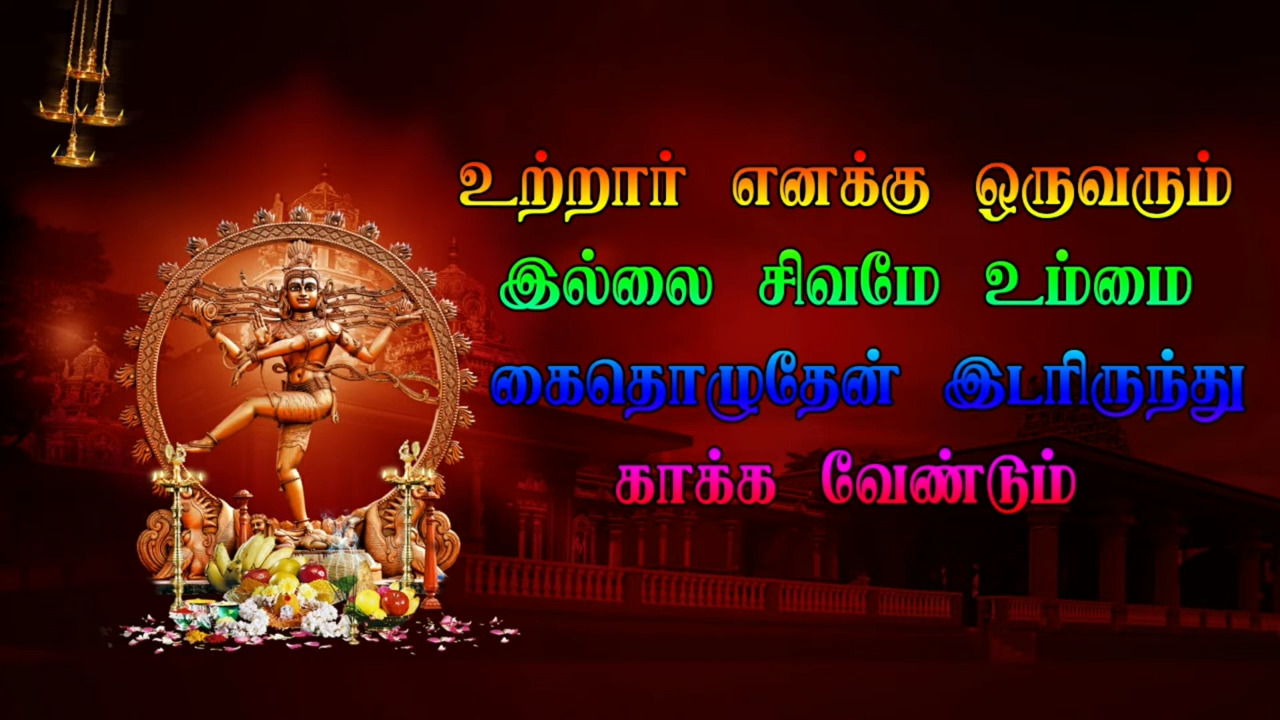 உற்றார் எனக்கு ஒருவரும்
இல்லை சிவமே உம்மை
கைதொழுதேன் இடரிருந்து
காக்க வேண்டும்